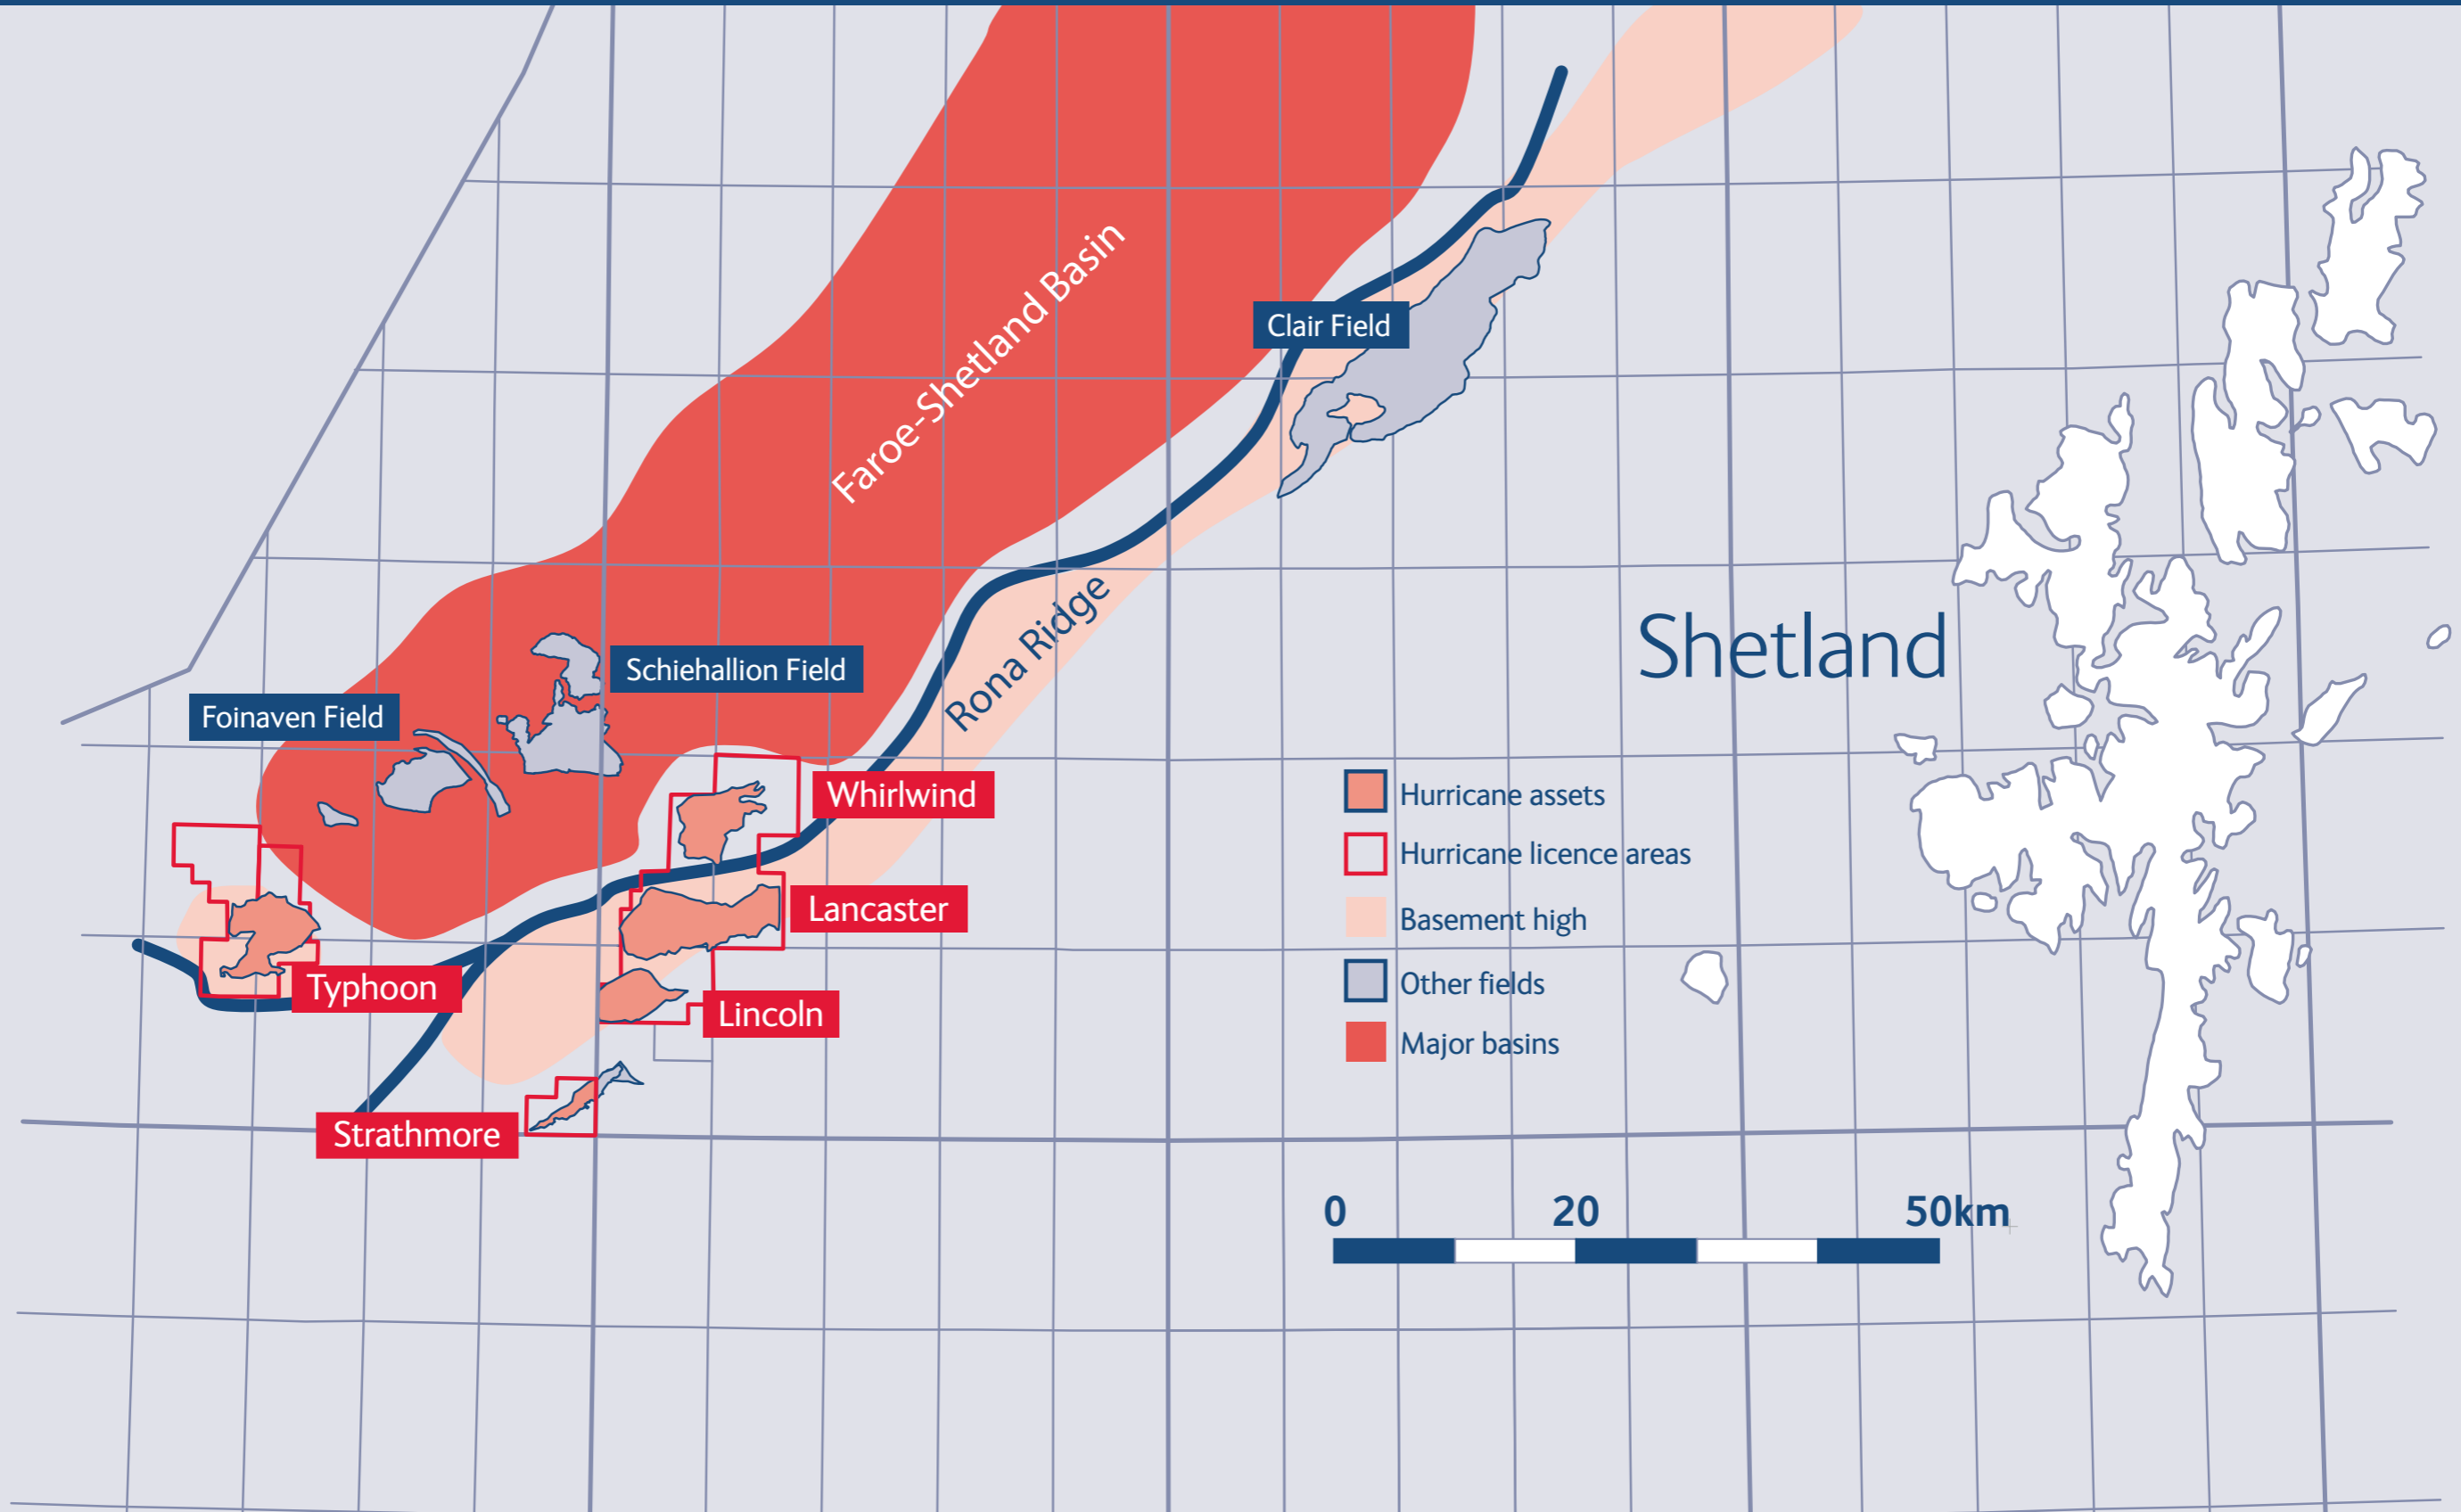 Faroe-Shetland Basin
Clair Field
Rona Ridge
Shetland
Schiehallion Field
Foinaven Field
Whirlwind
Lancaster
Typhoon
Lincoln
Strathmore
Hurricane assets
Hurricane licence areas
Basement high
Other fields
Major basins
0 20 50km